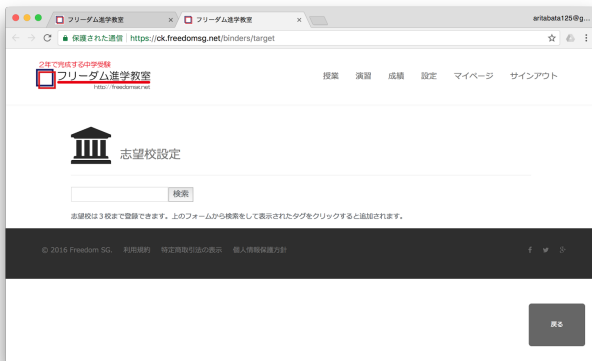 フリーダム進学教室
フリーダム進学教室
aritabata125@g...
保護された通信 https://ck.freedomsg.net/binders/target
2年で完成する中学受験
フリーダム進学教室
http://freedomsg.net
授業 演習 成績 設定 マイページ サインアウト
志望校設定
検索
志望校は3校まで登録できます。上のフォームから検索をして表示されたタグをクリックすると追加されます。
© 2016 Freedom SG. 利用規約 特定商取引法の表示 個人情報保護方針
戻る